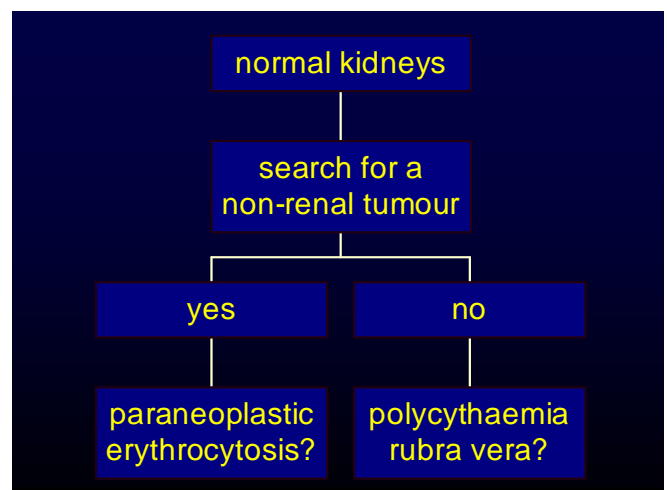 normal kidneys
search for a
non-renal tumour
yes
no
paraneoplastic
erythrocytosis?
polycythaemia
rubra vera?